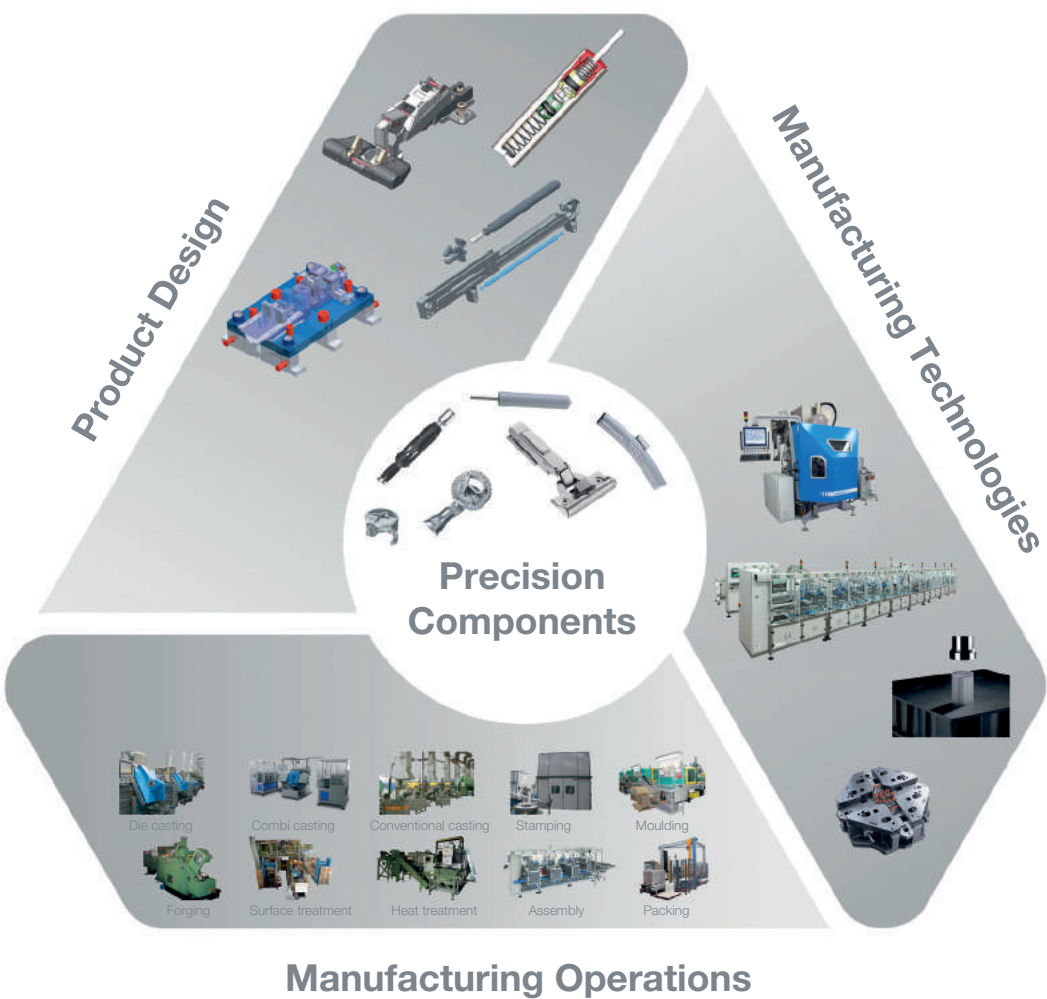 Product Design
Manufacturing Technologies
Precision
Components
Die casting
Combi casting
Conventional casting
Stamping
Moulding
Forging
Surface treatment
Heat treatment
Assembly
Packing
Manufacturing Operations